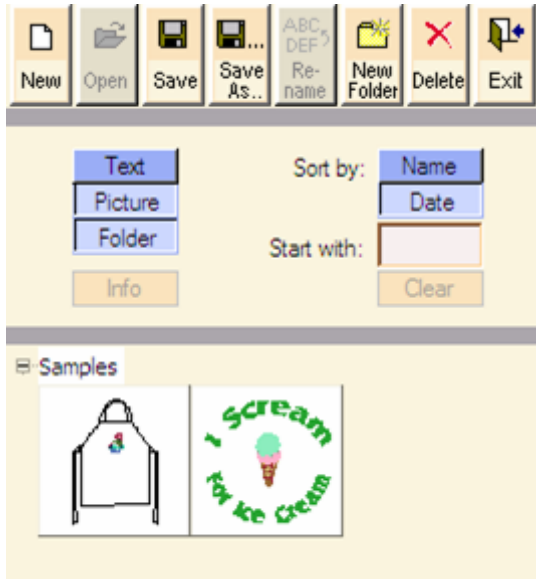 New
Open
Save
Save
As..
ABC
DEF
Re-
name
New
Folder
Delete
Exit
Text
Picture
Folder
Info
Sort by:
Name
Date
Start with:
Clear
Samples
I Scream
For Ice Cream